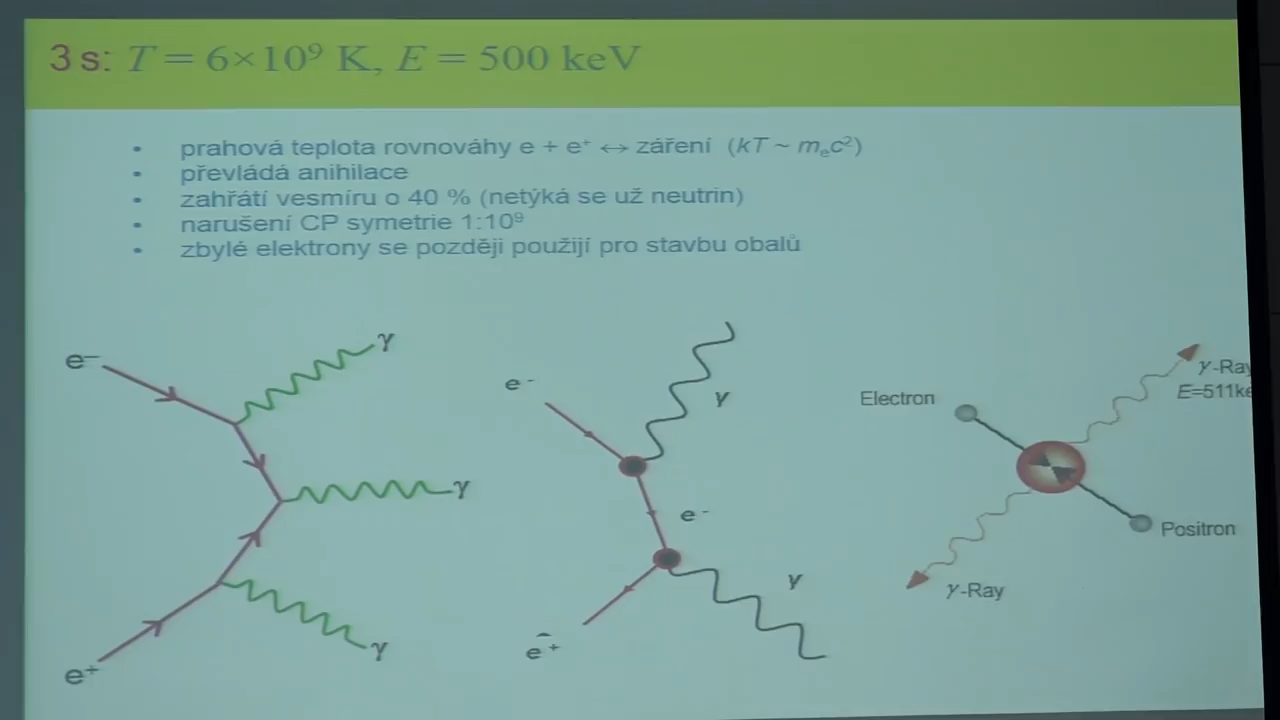 3 s: T = 6×10⁹ K, E = 500 keV
• prahová teplota rovnováhy e + e⁺ ↔ záření (kT ~ mₑc²)
• převládá anihilace
• zahřátí vesmíru o 40 % (netýká se už neutrin)
• narušení CP symetrie 1:10⁹
• zbylé elektrony se později použijí pro stavbu obalů
e⁻
γ
γ
γ
e⁺
e⁻
γ
e⁻
γ
e⁺
Electron
γ-Ray
E=511ke
Positron
γ-Ray